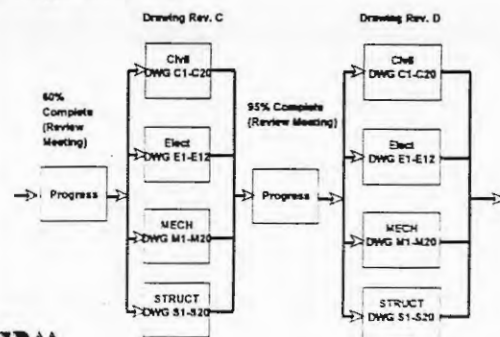 Drawing Rev. C
Drawing Rev. D
Civil
DWG C1-C20
Civil
DWG C1-C20
60%
Complete
(Review
Meeting)
95% Complete
(Review Meeting)
Elect
DWG E1-E12
Elect
DWG E1-E12
Progress
Progress
MECH
DWG M1-M20
MECH
DWG M1-M20
STRUCT
DWG S1-S20
STRUCT
DWG S1-S20